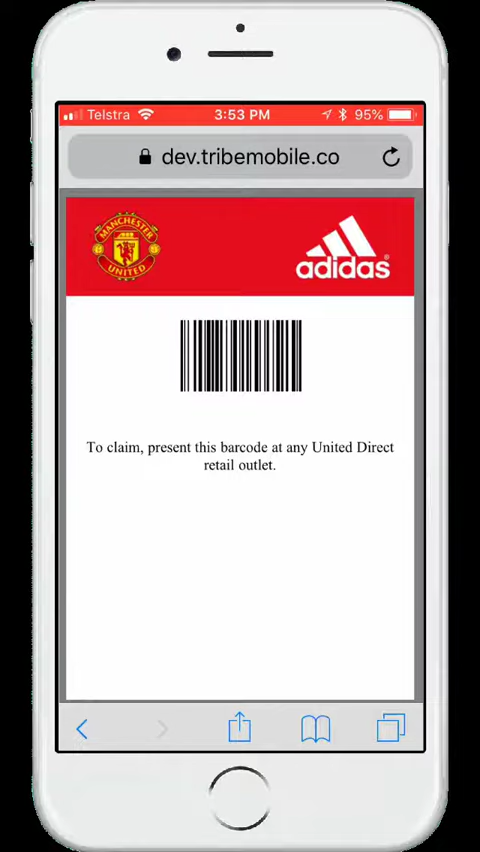 Telstra 3:53 PM 95%
dev.tribemobile.co
MANCHESTER
UNITED
adidas®
To claim, present this barcode at any United Direct
retail outlet.